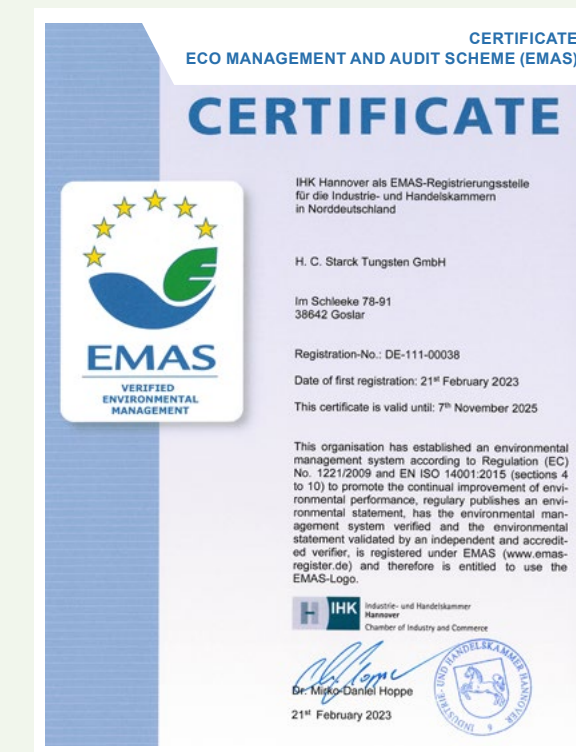 CERTIFICATE
ECO MANAGEMENT AND AUDIT SCHEME (EMAS)
CERTIFICATE
IHK Hannover als EMAS-Registrierungsstelle
für die Industrie- und Handelskammern
in Norddeutschland
H. C. Starck Tungsten GmbH
Im Schleeke 78-91
38642 Goslar
EMAS
VERIFIED
ENVIRONMENTAL
MANAGEMENT
Registration-No.: DE-111-00038
Date of first registration: 21st February 2023
This certificate is valid until: 7th November 2025
This organisation has established an environmental
management system according to Regulation (EC)
No. 1221/2009 and EN ISO 14001:2015 (sections 4
to 10) to promote the continual improvement of envi-
ronmental performance, regulary publishes an envi-
ronmental statement, has the environmental man-
agement system verified and the environmental
statement validated by an independent and accredit-
ed verifier, is registered under EMAS (www.emas-
register.de) and therefore is entitled to use the
EMAS-Logo.
IHK Industrie- und Handelskammer
Hannover
Chamber of Industry and Commerce
Dr. Mirko-Daniel Hoppe
21st February 2023
INDUSTRIE- UND HANDELSKAMMER HANNOVER